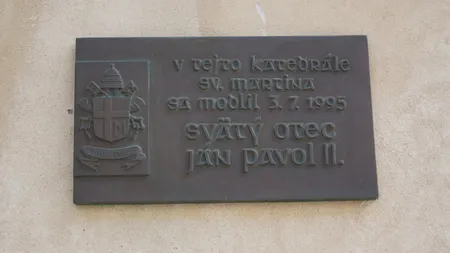 v tejto katedrále
sv. martina
sa modlil 3. 7. 1995
svätý otec
ján pavol II.